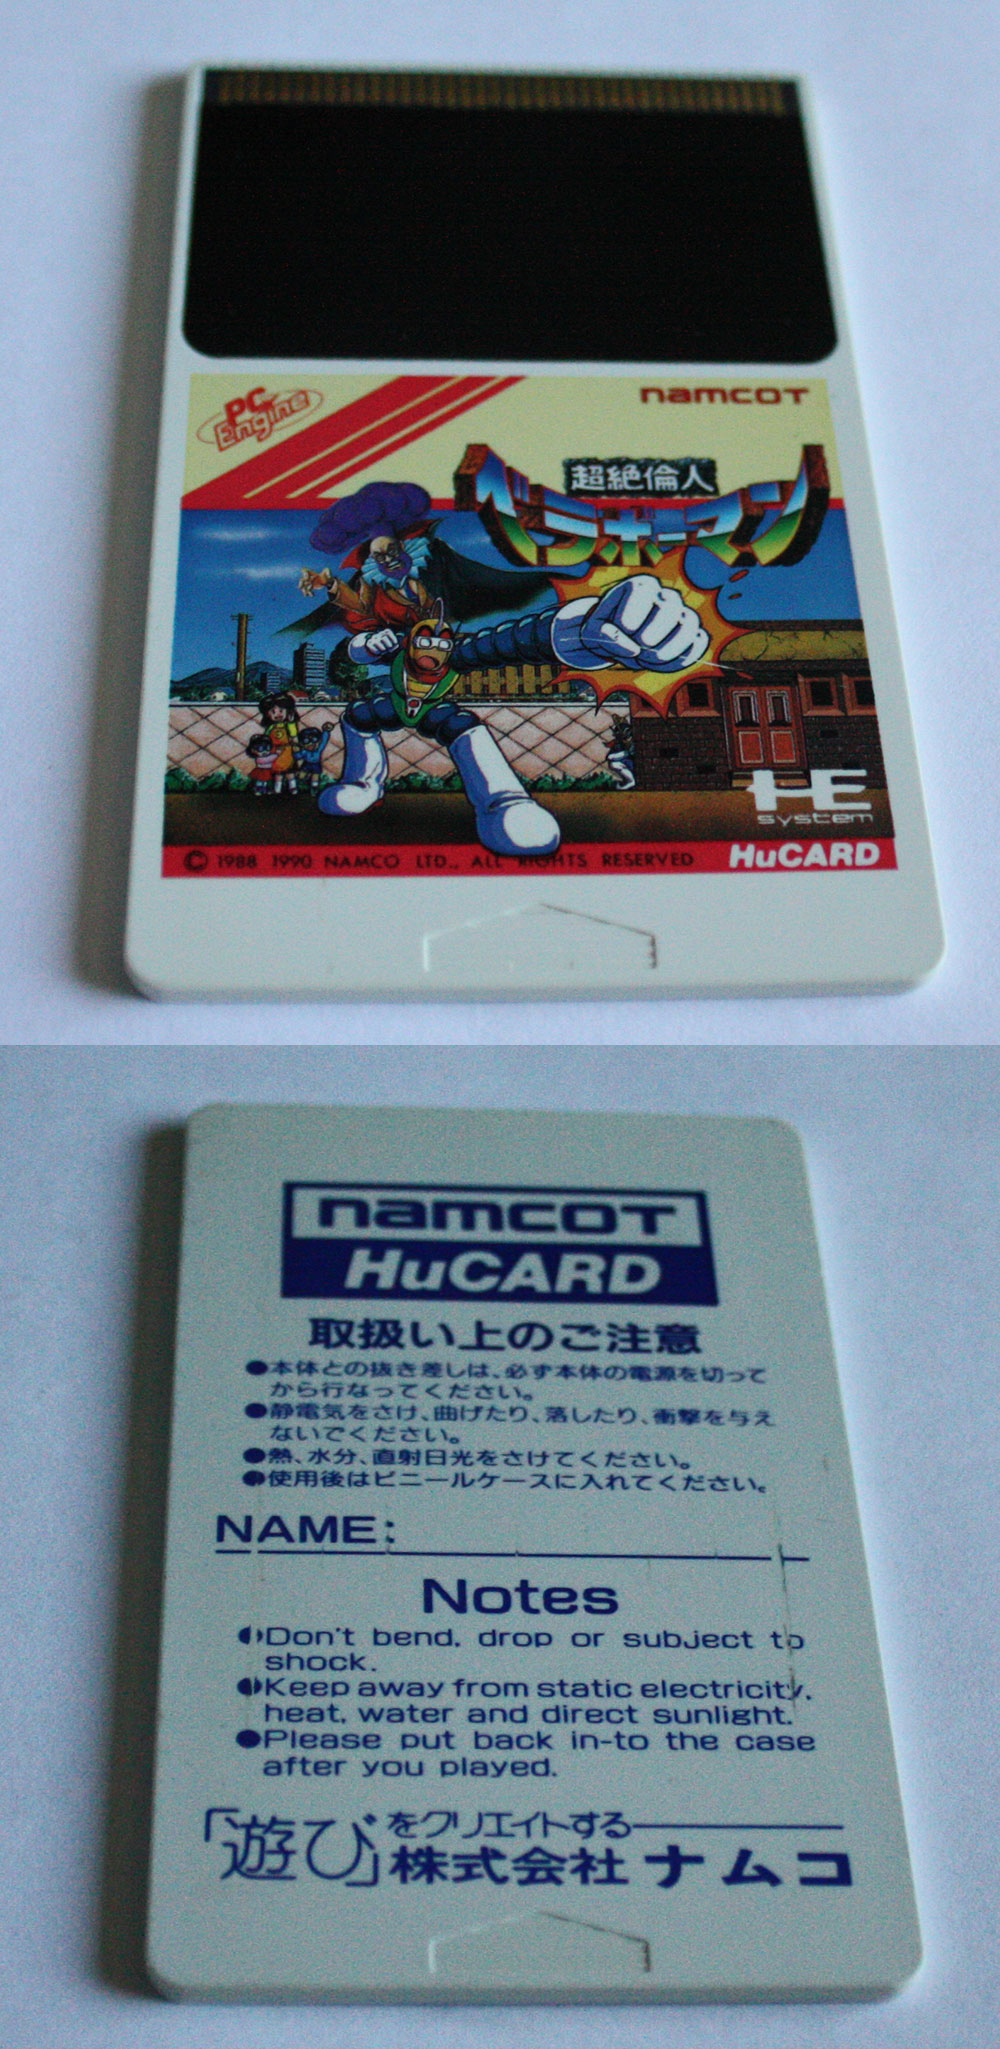 PC Engine
namcoT
超絶倫人
ベラボーマン
HE
system
© 1988 1990 NAMCO LTD., ALL RIGHTS RESERVED
HuCARD
namcoT
HuCARD
取扱い上のご注意
●本体との抜き差しは、必ず本体の電源を切って
から行なってください。
●静電気をさけ、曲げたり、落したり、衝撃を与え
ないでください。
●熱、水分、直射日光をさけてください。
●使用後はビニールケースに入れてください。
NAME:
Notes
●Don't bend, drop or subject to
shock.
●Keep away from static electricity,
heat, water and direct sunlight.
●Please put back in-to the case
after you played.
「遊び」をクリエイトする
株式会社ナムコ